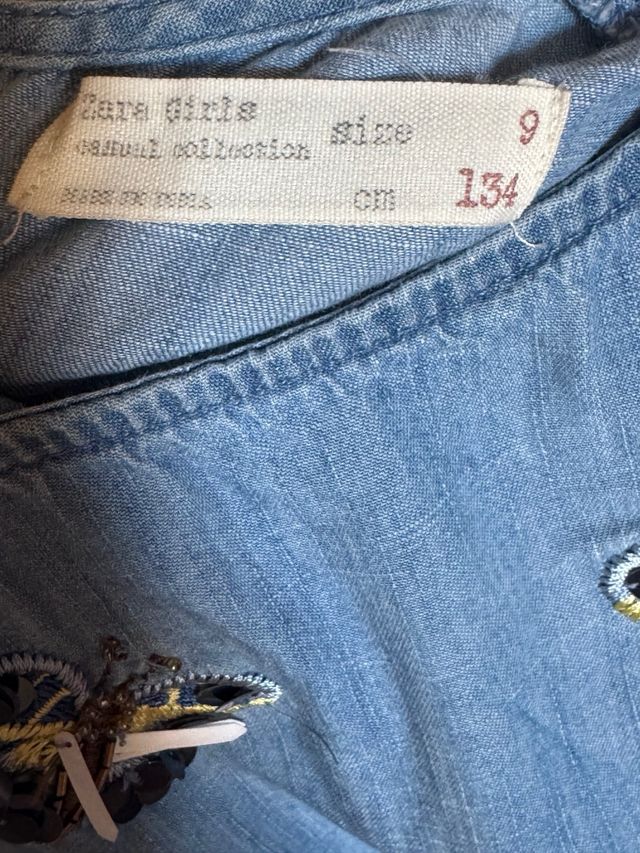 Zara Girls
casual collection
size 9
cm 134